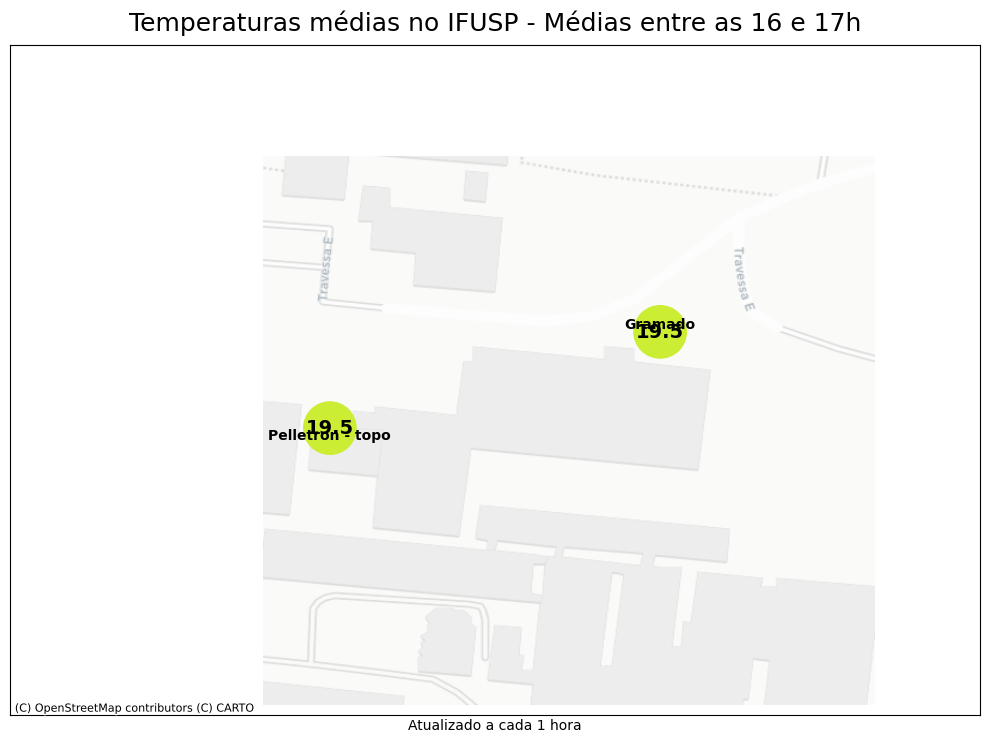 Temperaturas médias no IFUSP - Médias entre as 16 e 17h
Travessa E
Travessa E
Gramado
19.5
19.5
Pelletron - topo
(C) OpenStreetMap contributors (C) CARTO
Atualizado a cada 1 hora